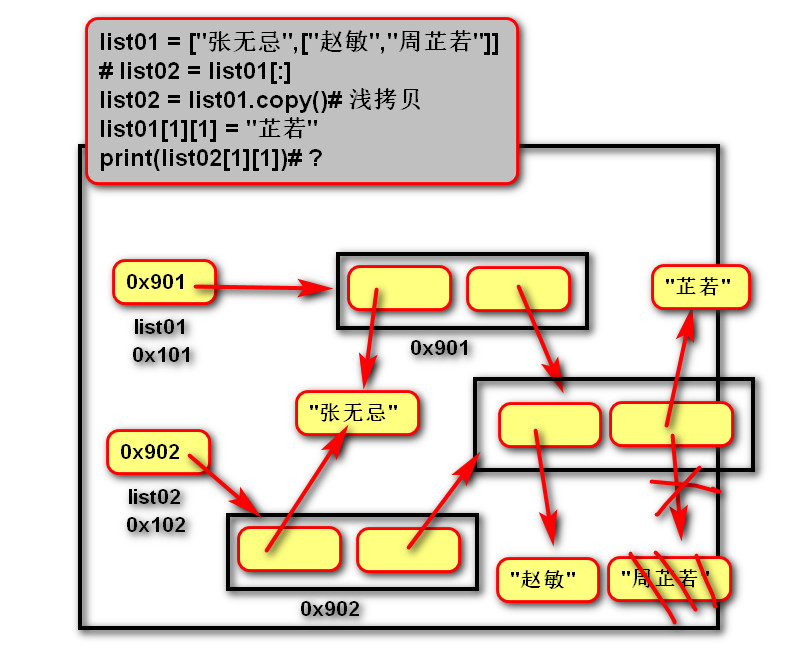 list01 = ["张无忌",["赵敏","周芷若"]]
# list02 = list01[:]
list02 = list01.copy()# 浅拷贝
list01[1][1] = "芷若"
print(list02[1][1])# ?
0x901
list01
0x101
0x901
"芷若"
"张无忌"
0x902
list02
0x102
0x902
"赵敏"
"周芷若"